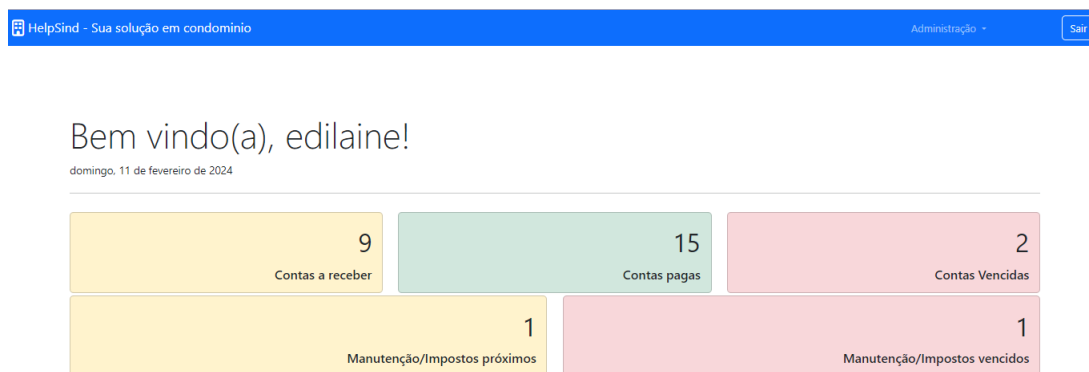 HelpSind - Sua solução em condominio
Administração
Sair
Bem vindo(a), edilaine!
domingo, 11 de fevereiro de 2024
9
Contas a receber
15
Contas pagas
2
Contas Vencidas
1
Manutenção/Impostos próximos
1
Manutenção/Impostos vencidos